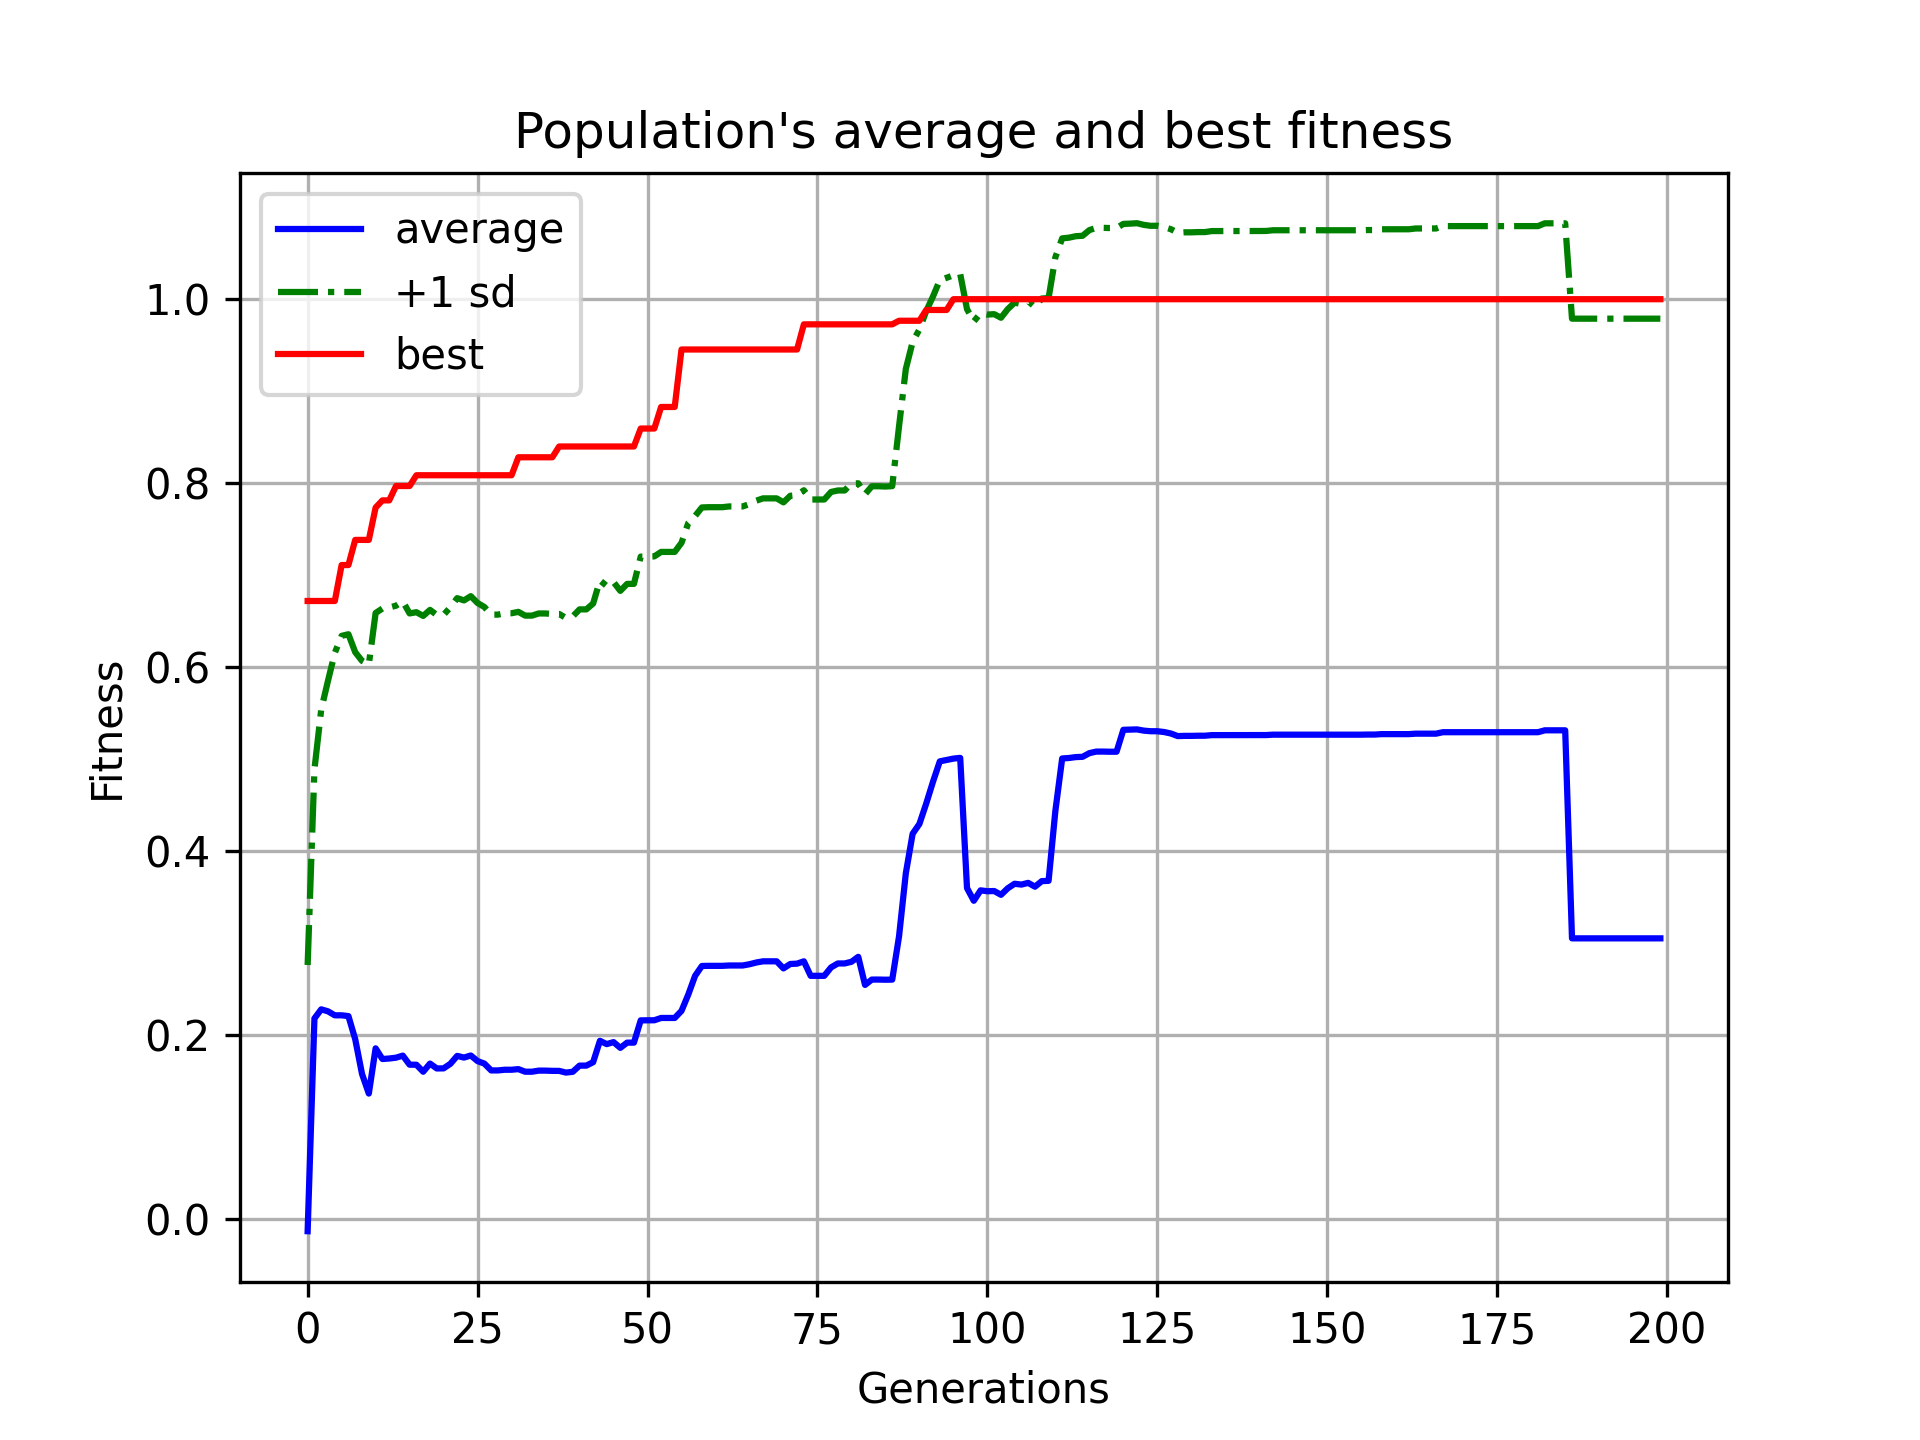 Population's average and best fitness
average
+1 sd
best
1.0
0.8
0.6
0.4
0.2
0.0
Fitness
0 25 50 75 100 125 150 175 200
Generations